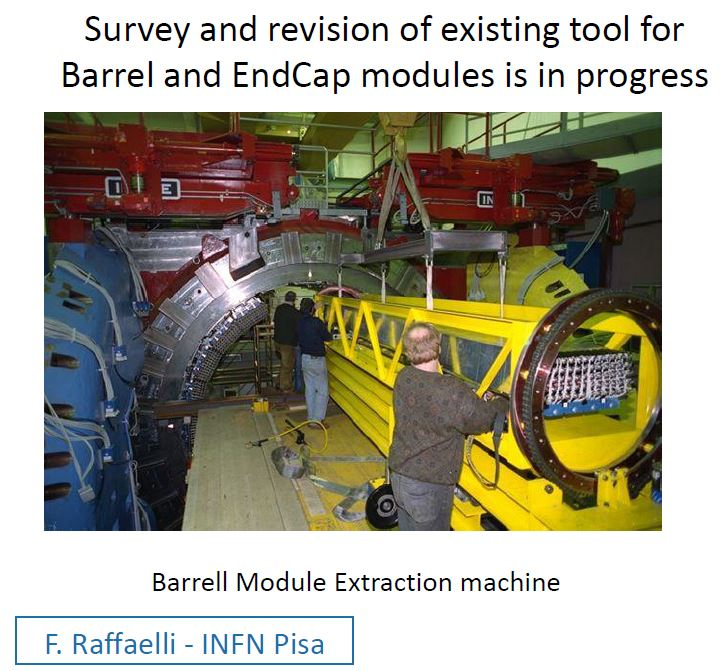 Survey and revision of existing tool for
Barrel and EndCap modules is in progress
Barrell Module Extraction machine
F. Raffaelli - INFN Pisa